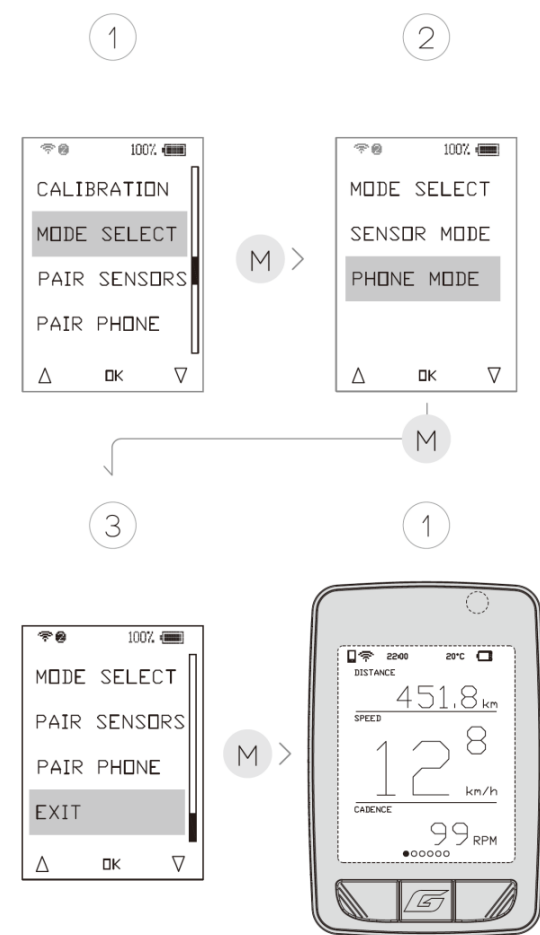 1
2
100%
CALIBRATION
MODE SELECT
PAIR SENSORS
PAIR PHONE
OK
M
100%
MODE SELECT
SENSOR MODE
PHONE MODE
OK
M
3
1
100%
MODE SELECT
PAIR SENSORS
PAIR PHONE
EXIT
OK
M
22:00 20°C
DISTANCE
451.8 km
SPEED
12 8
km/h
CADENCE
99 RPM